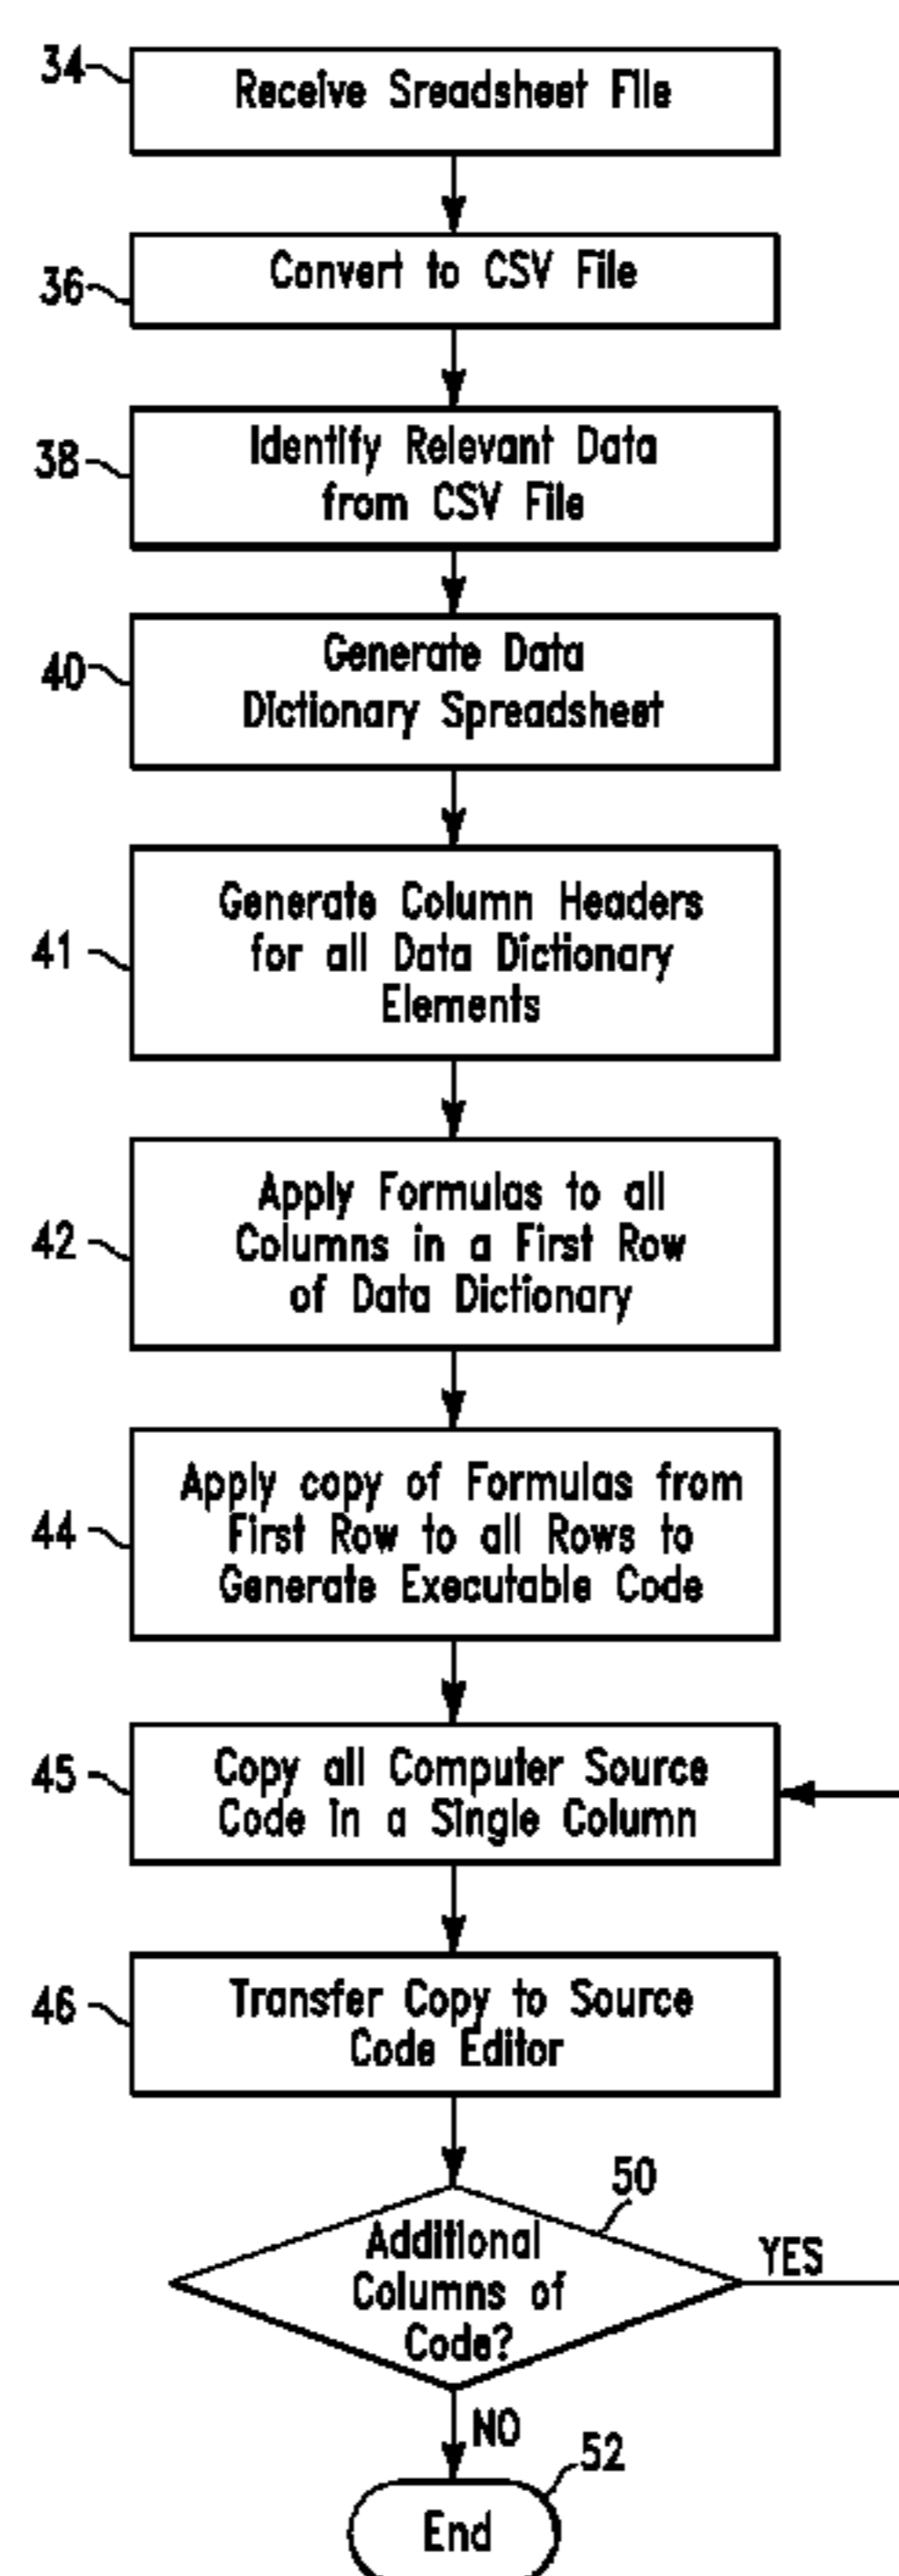 34
Receive Sreadsheet File
36
Convert to CSV File
38
Identify Relevant Data
from CSV File
40
Generate Data
Dictionary Spreadsheet
41
Generate Column Headers
for all Data Dictionary
Elements
42
Apply Formulas to all
Columns in a First Row
of Data Dictionary
44
Apply copy of Formulas from
First Row to all Rows to
Generate Executable Code
45
Copy all Computer Source
Code in a Single Column
46
Transfer Copy to Source
Code Editor
50
Additional
Columns of
Code?
YES
NO
52
End